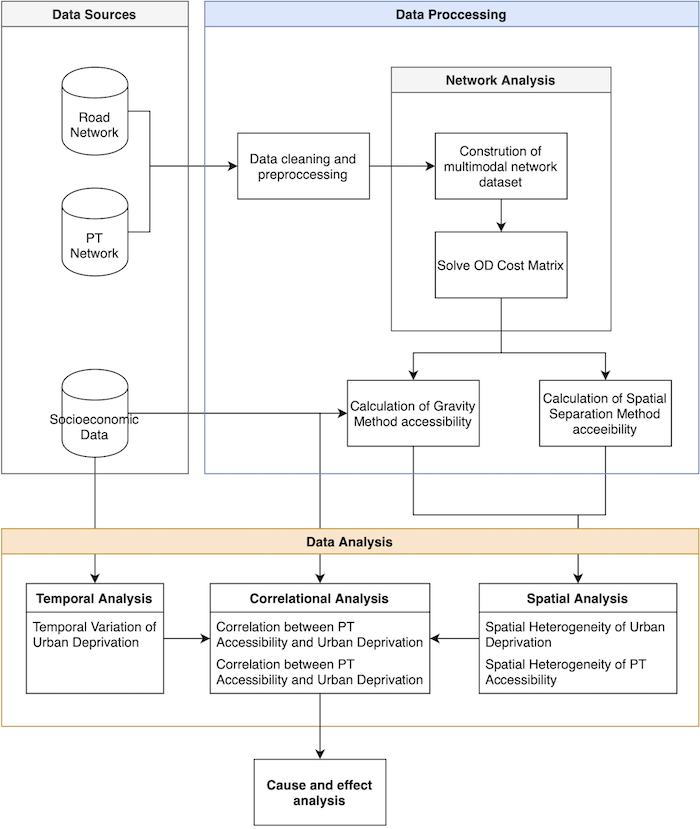 Data Sources
Data Proccessing
Network Analysis
Road
Network
Data cleaning and
preproccessing
Constrution of
multimodal network
dataset
PT
Network
Solve OD Cost Matrix
Socioeconomic
Data
Calculation of Gravity
Method accessibility
Calculation of Spatial
Separation Method
acceeibility
Data Analysis
Temporal Analysis
Temporal Variation of
Urban Deprivation
Correlational Analysis
Correlation between PT
Accessibility and Urban Deprivation
Correlation between PT
Accessibility and Urban Deprivation
Spatial Analysis
Spatial Heterogeneity of Urban
Deprivation
Spatial Heterogeneity of PT
Accessibility
Cause and effect
analysis